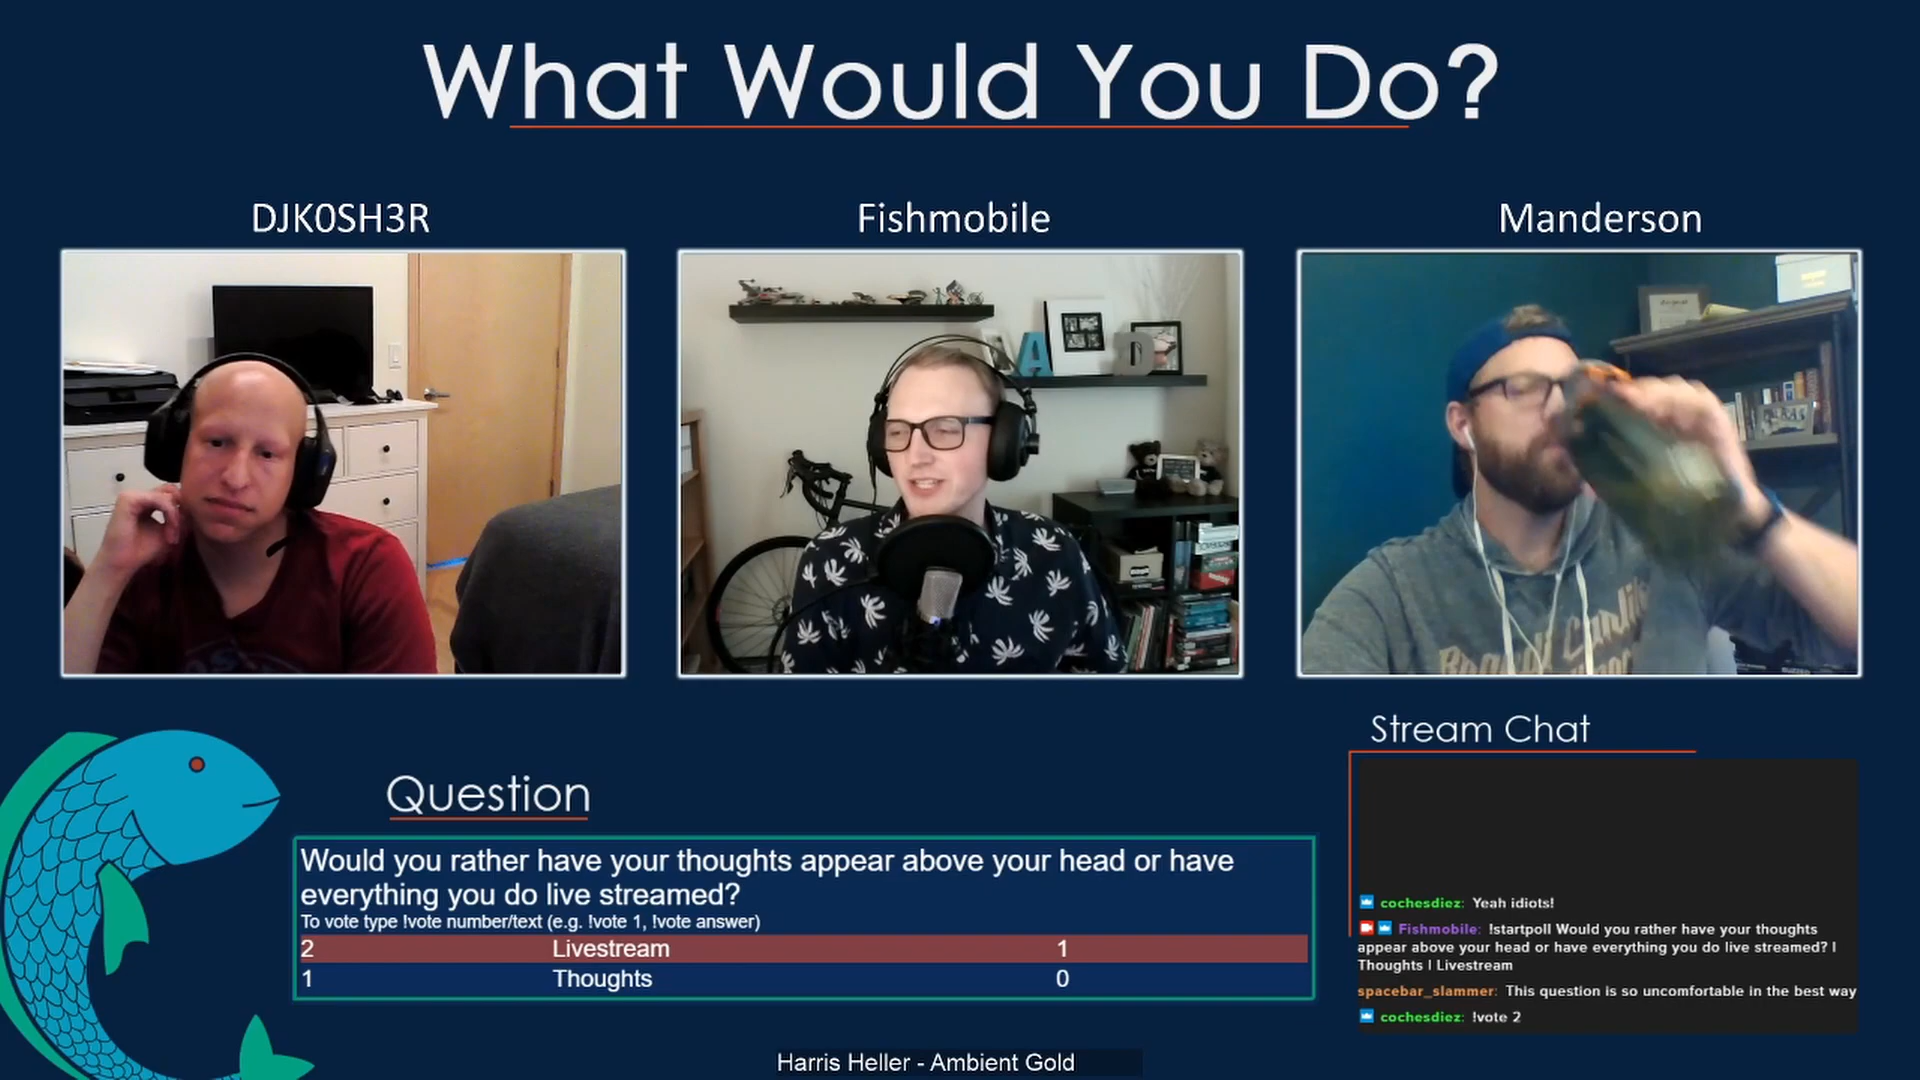 What Would You Do?
DJK0SH3R
Fishmobile
Manderson
A
D
Stream Chat
Question
Would you rather have your thoughts appear above your head or have
everything you do live streamed?
To vote type !vote number/text (e.g. !vote 1, !vote answer)
2 Livestream 1
1 Thoughts 0
cochesdiez: Yeah idiots!
Fishmobile: !startpoll Would you rather have your thoughts
appear above your head or have everything you do live streamed? |
Thoughts | Livestream
spacebar_slammer: This question is so uncomfortable in the best way
cochesdiez: !vote 2
Harris Heller - Ambient Gold